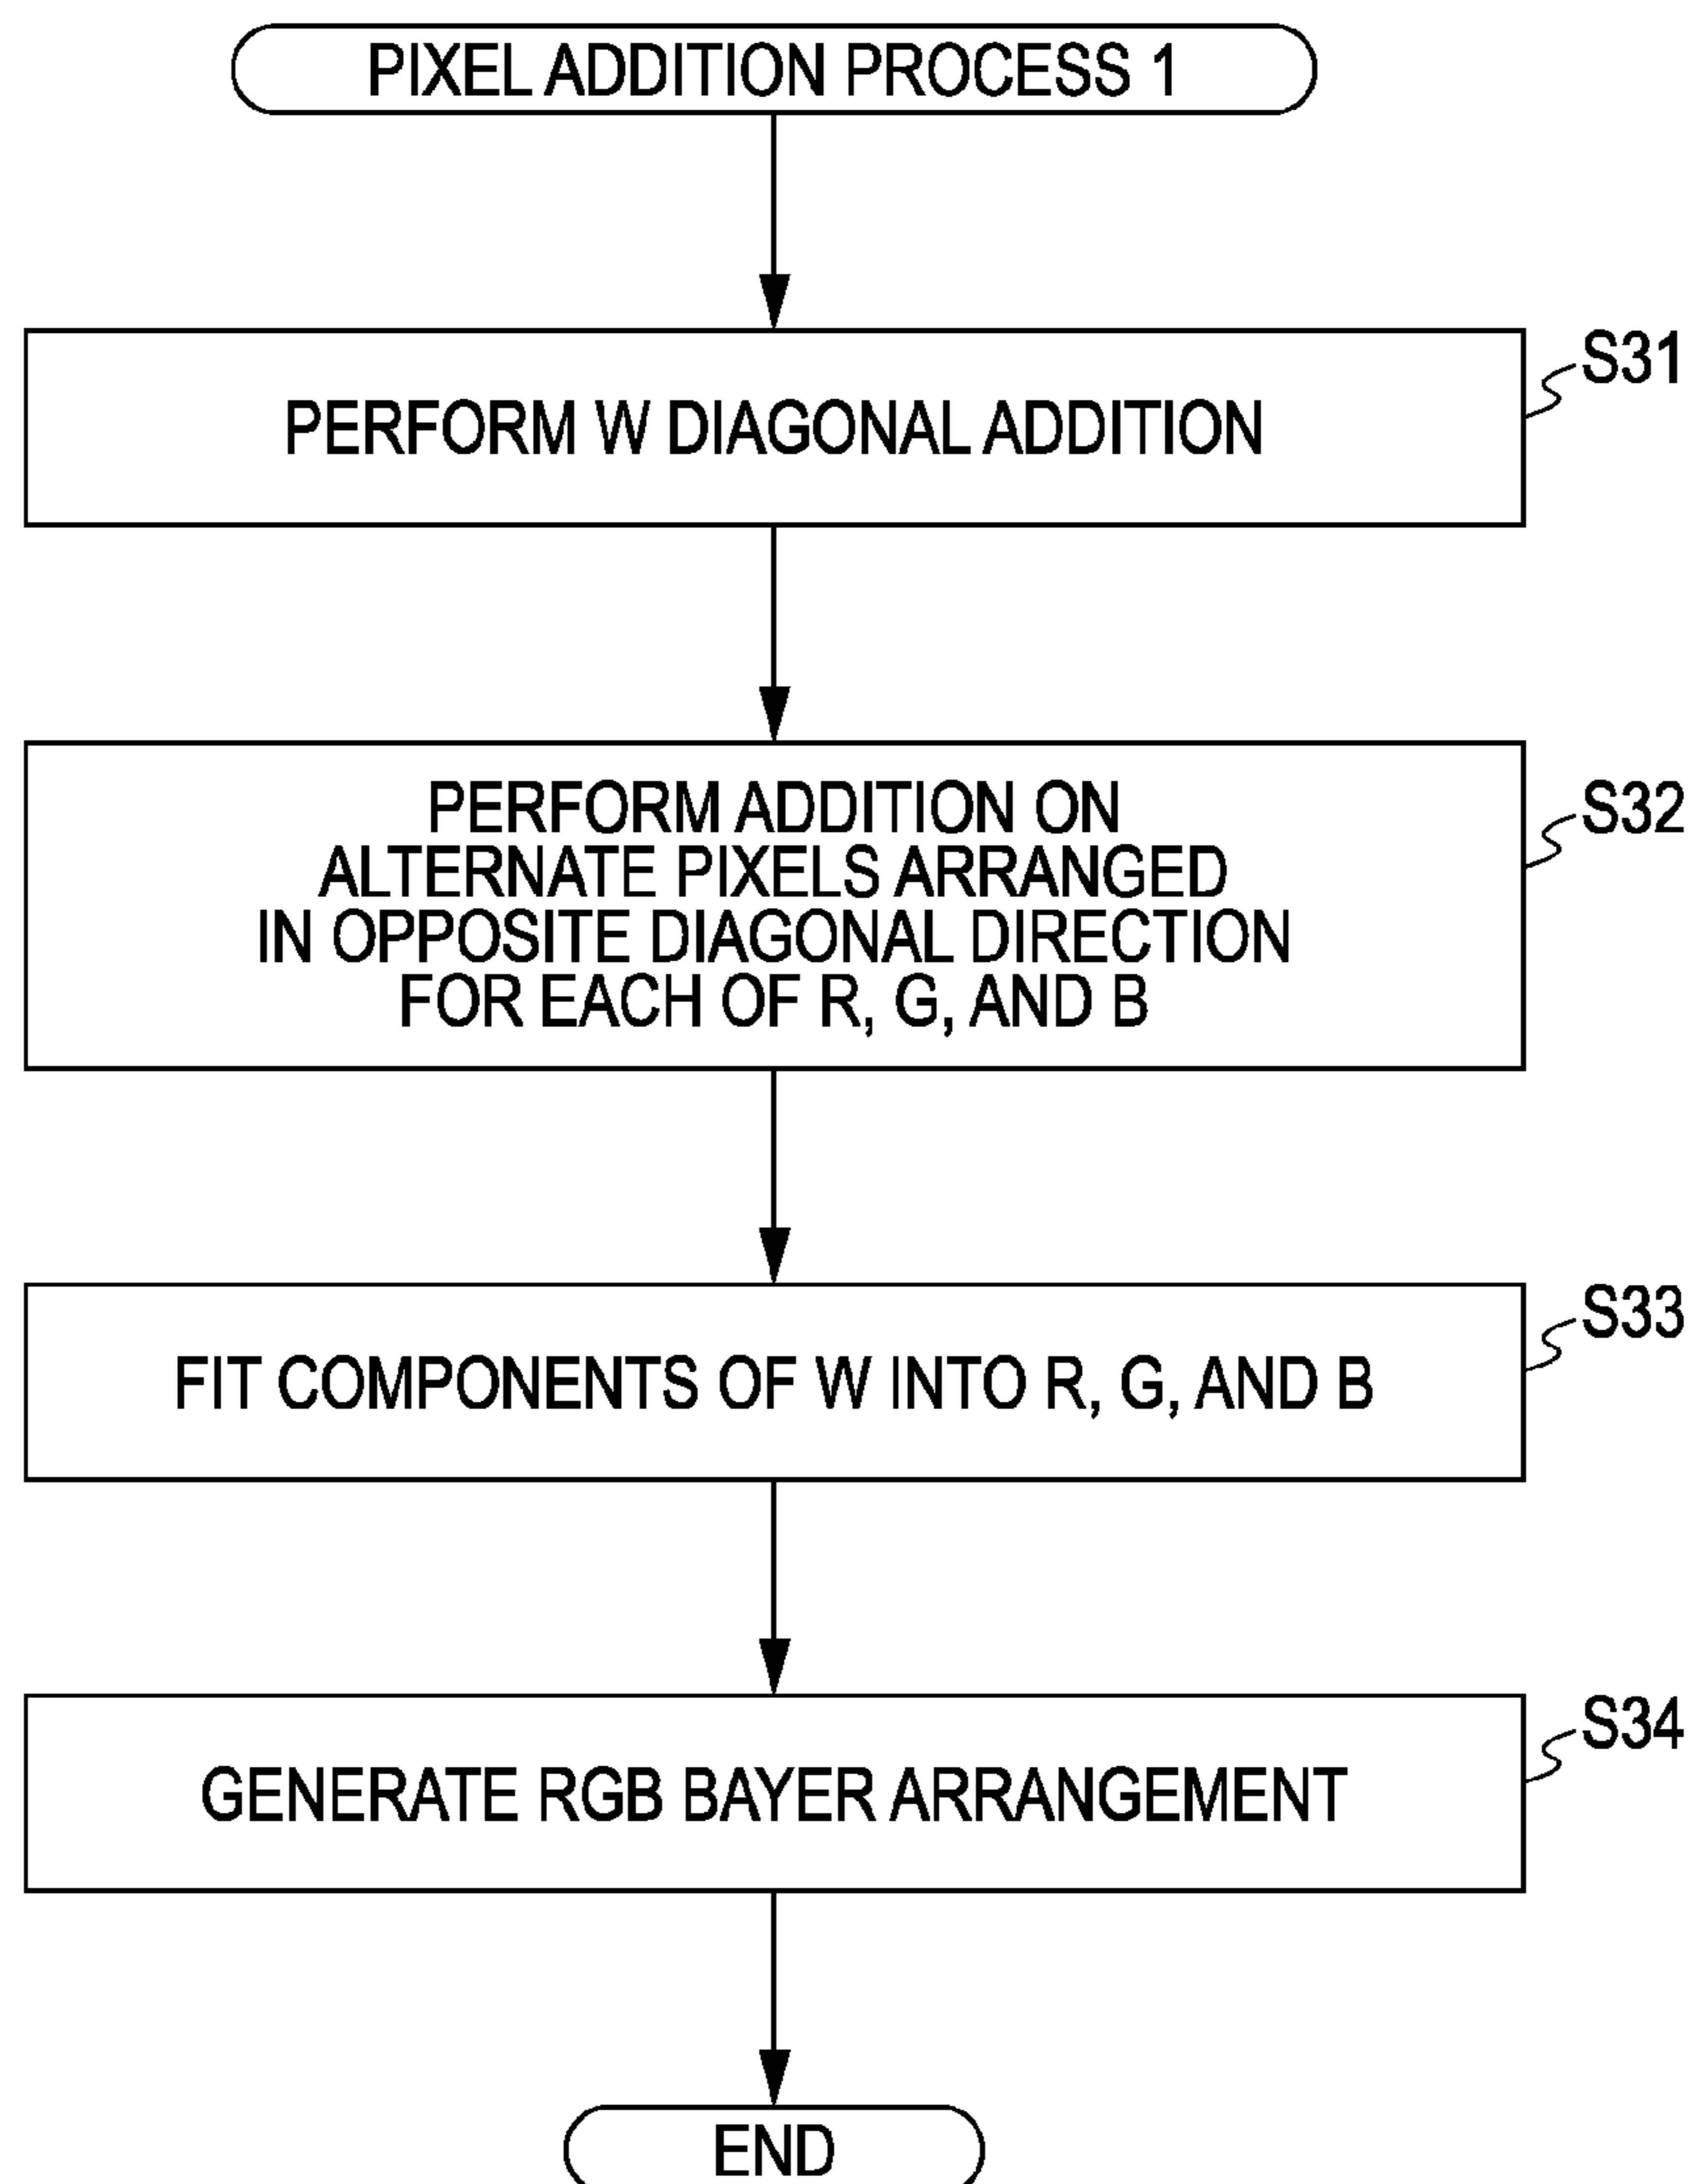 PIXEL ADDITION PROCESS 1
S31
PERFORM W DIAGONAL ADDITION
S32
PERFORM ADDITION ON
ALTERNATE PIXELS ARRANGED
IN OPPOSITE DIAGONAL DIRECTION
FOR EACH OF R, G, AND B
S33
FIT COMPONENTS OF W INTO R, G, AND B
S34
GENERATE RGB BAYER ARRANGEMENT
END